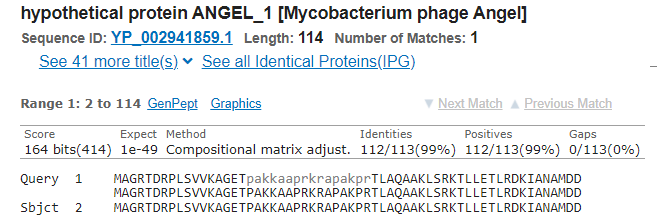 hypothetical protein ANGEL_1 [Mycobacterium phage Angel]
Sequence ID: YP_002941859.1 Length: 114 Number of Matches: 1
See 41 more title(s) See all Identical Proteins(IPG)
Range 1: 2 to 114 GenPept Graphics ▼ Next Match ▲ Previous Match
Score Expect Method Identities Positives Gaps
164 bits(414) 1e-49 Compositional matrix adjust. 112/113(99%) 112/113(99%) 0/113(0%)
Query 1 MAGRTDRPLSVVKAGETpakkaaprkrapakprTLAQAAKLSRKTLLETLRDKIANAMDD
MAGRTDRPLSVVKAGET PAKKAAPRKRAPAKPRTLAQAAKLSRKTLLETLRDKIANAMDD
Sbjct 2 MAGRTDRPLSVVKAGETPAKKAAPRKRAPAKPRTLAQAAKLSRKTLLETLRDKIANAMDD